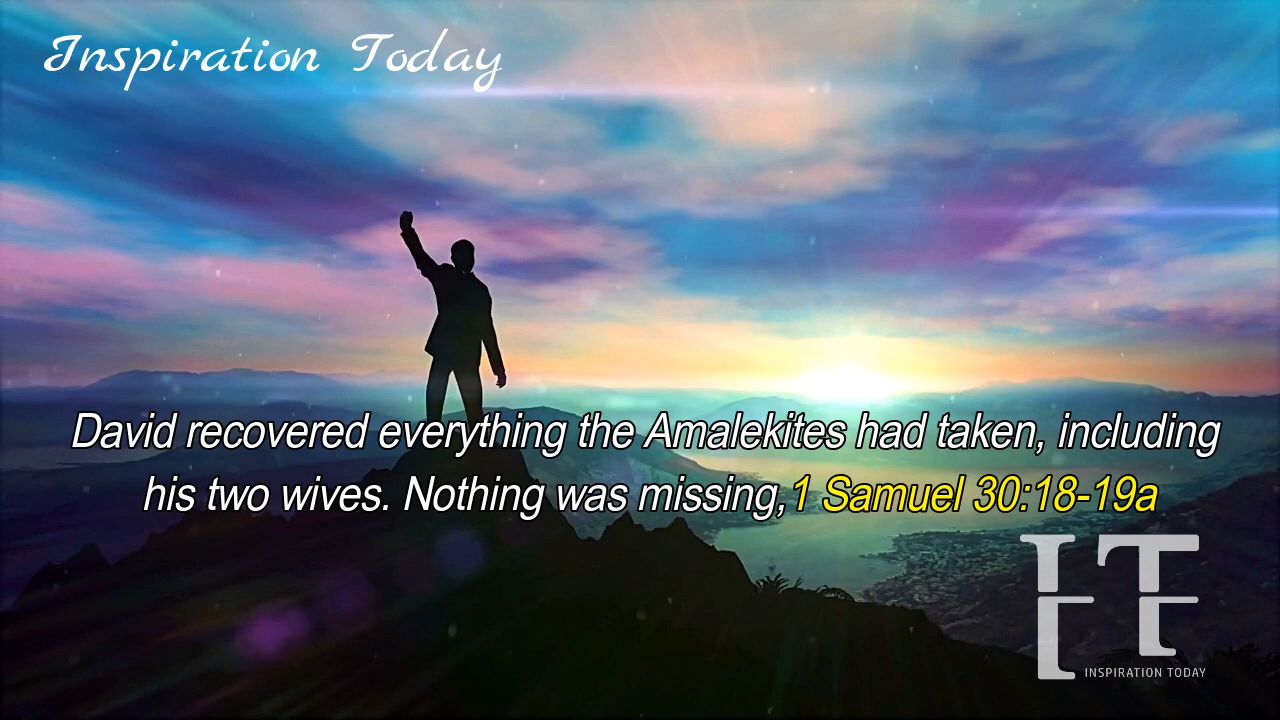 Inspiration Today
David recovered everything the Amalekites had taken, including
his two wives. Nothing was missing,1 Samuel 30:18-19a
IT
INSPIRATION TODAY